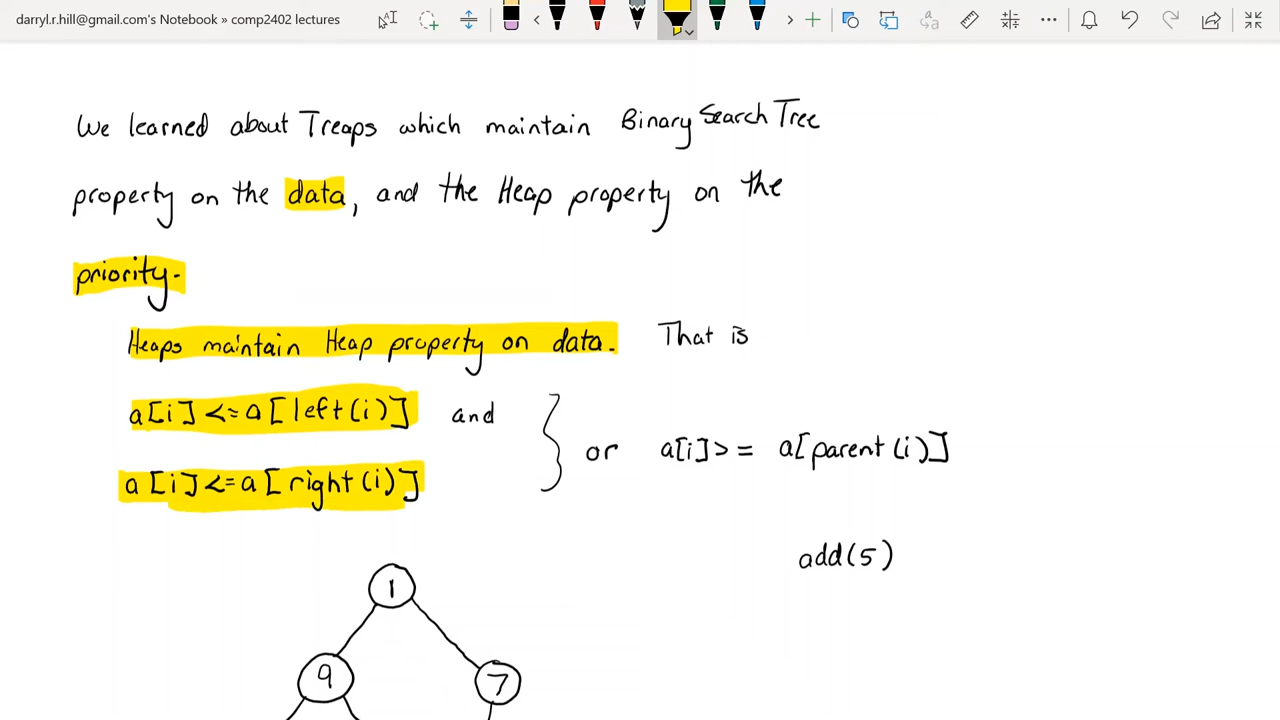 darryl.r.hill@gmail.com's Notebook » comp2402 lectures
We learned about Treaps which maintain Binary Search Tree
property on the data, and the Heap property on the
priority.
Heaps maintain Heap property on data. That is
a[i] <= a[left(i)] and
or a[i] >= a[parent(i)]
a[i] <= a[right(i)]
add(5)
1
9 7